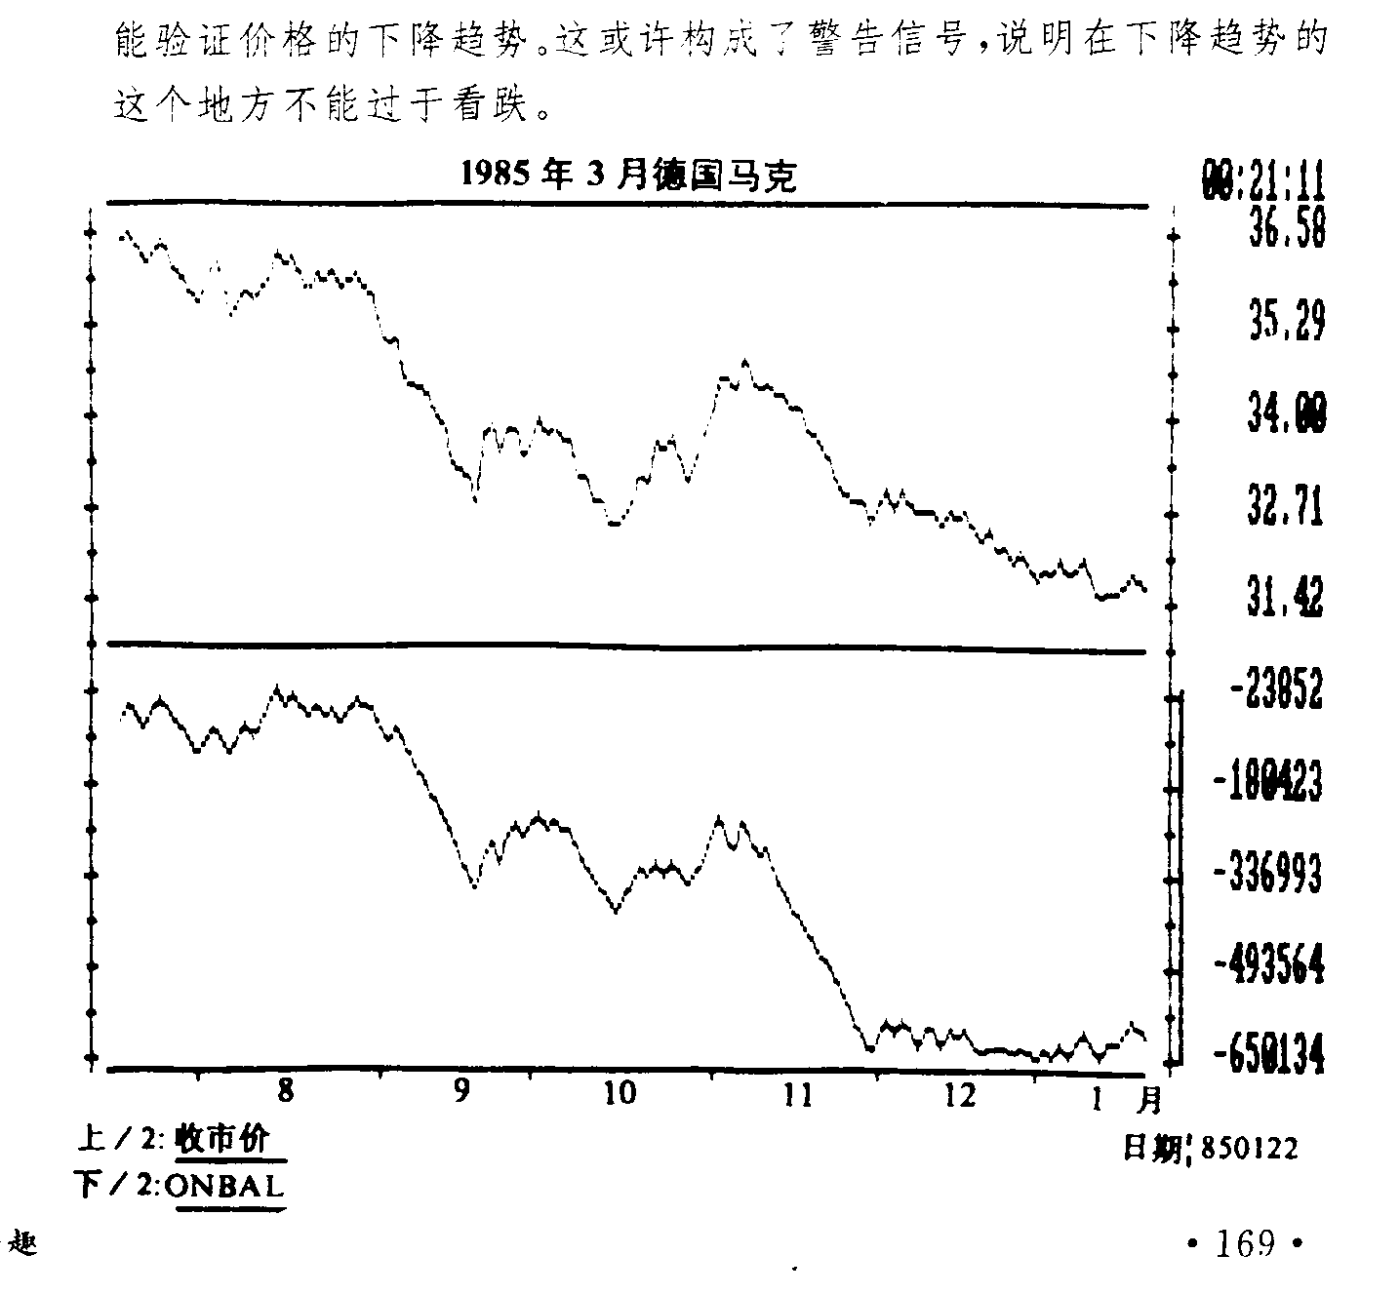 能验证价格的下降趋势。这或许构成了警告信号,说明在下降趋势的
这个地方不能过于看跌。
1985年3月德国马克
00:21:11
36.58
35.29
34.00
32.71
31.42
-23852
-180423
-336993
-493564
-650134
8 9 10 11 12 1 月
上/2:收市价
日期:850122
下/2:ONBAL
趣
·169·